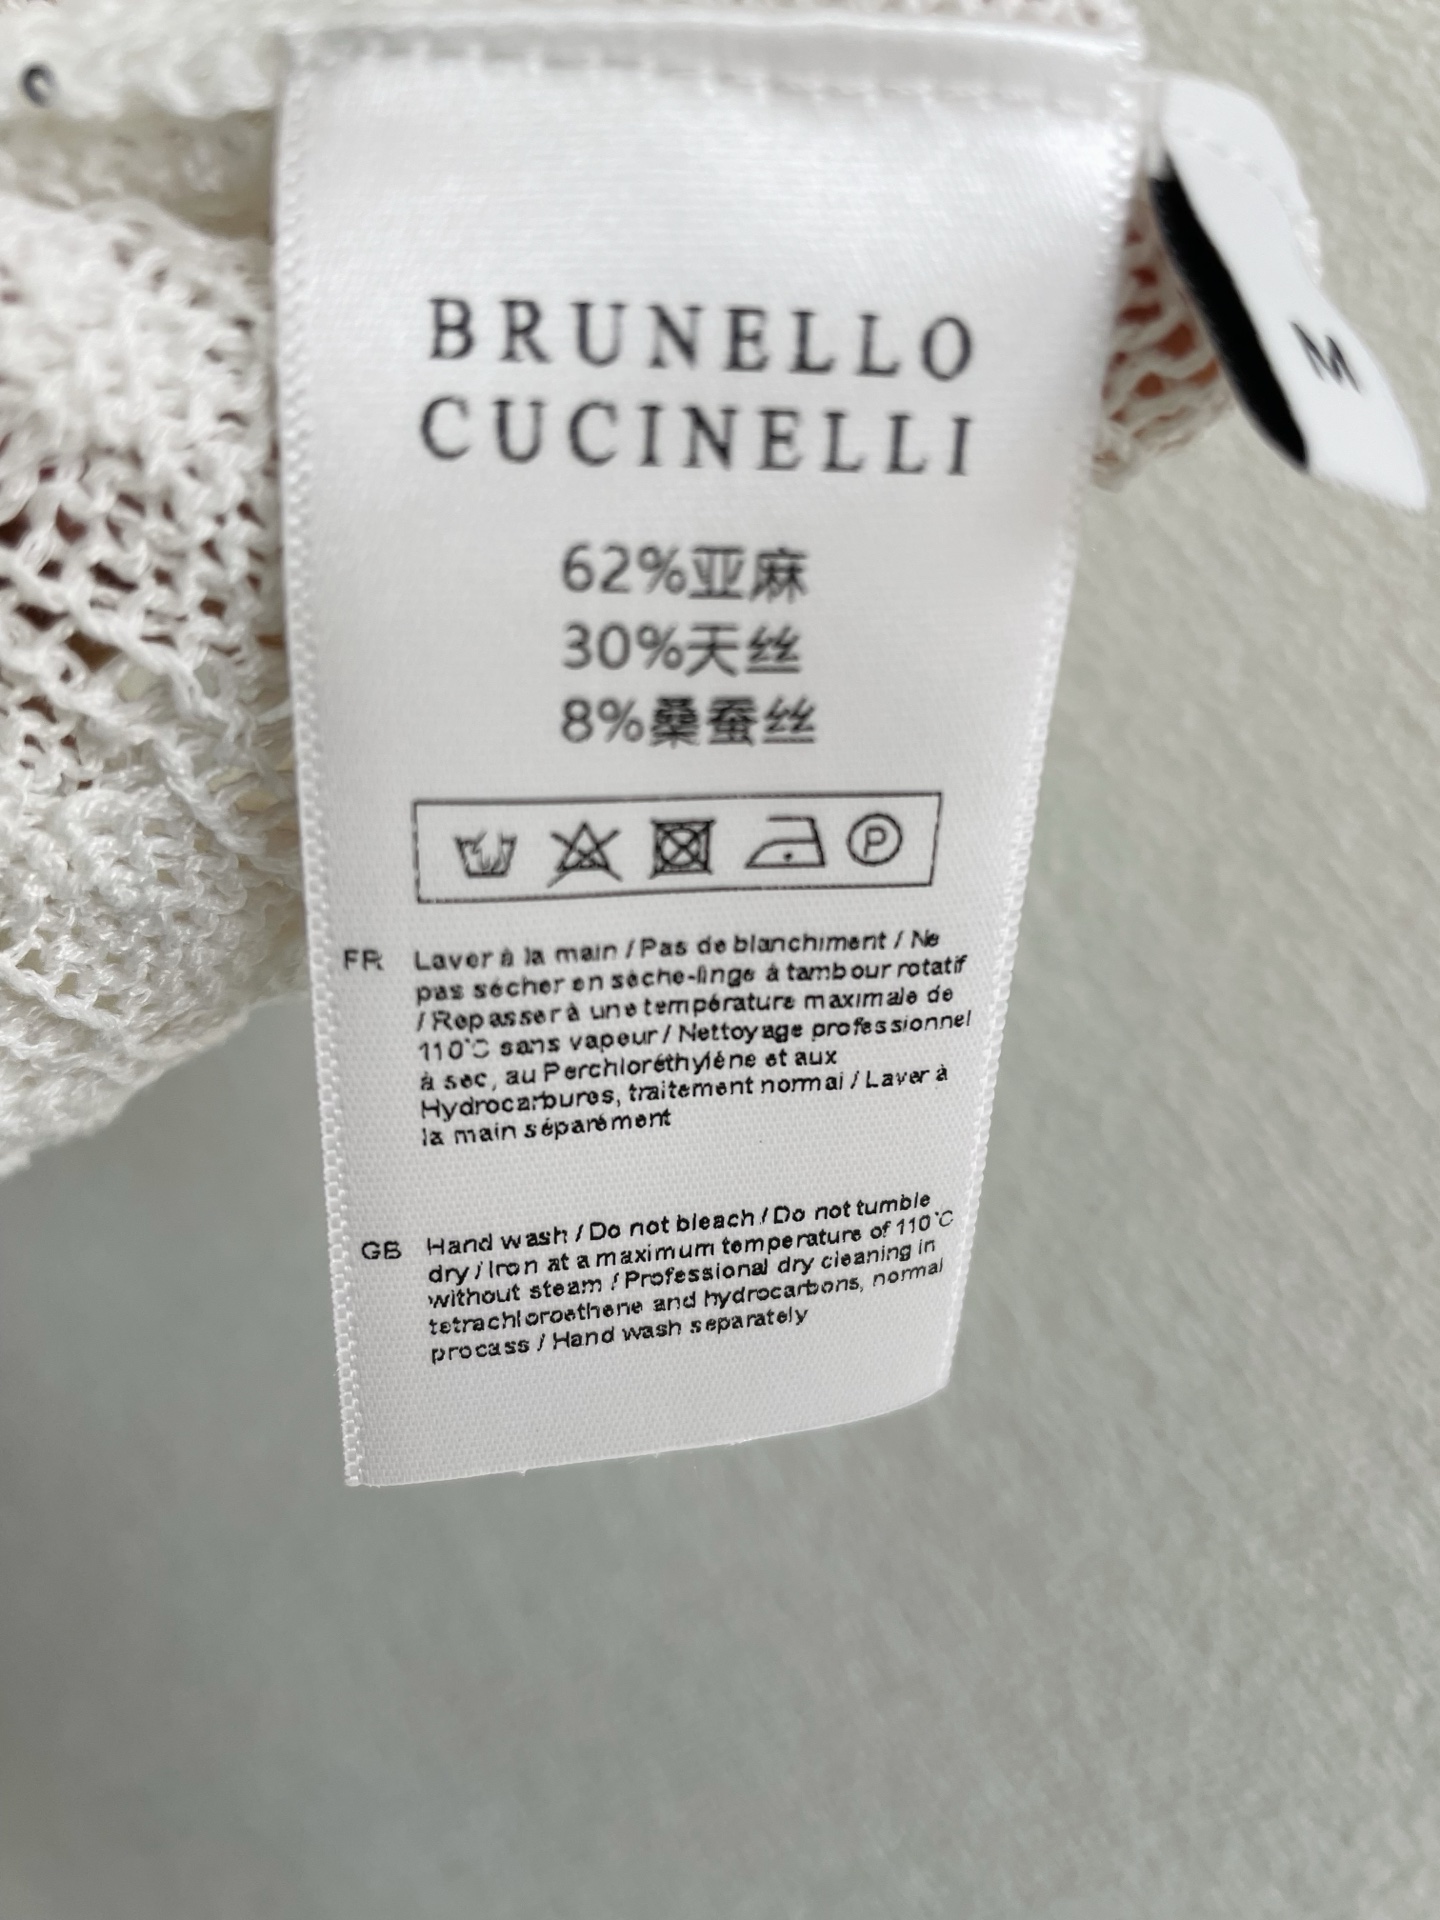 BRUNELLO
CUCINELLI
62%亚麻
30%天丝
8%桑蚕丝
P
FR Laver à la main / Pas de blanchiment / Ne
pas sécher en sèche-linge à tambour rotatif
/ Repasser à une température maximale de
110°C sans vapeur / Nettoyage professionnel
à sec, au Perchloréthylène et aux
Hydrocarbures, traitement normal / Laver à
la main séparément
GB Hand wash / Do not bleach / Do not tumble
dry / Iron at a maximum temperature of 110°C
without steam / Professional dry cleaning in
tetrachloroethene and hydrocarbons, normal
procass / Hand wash separately
M